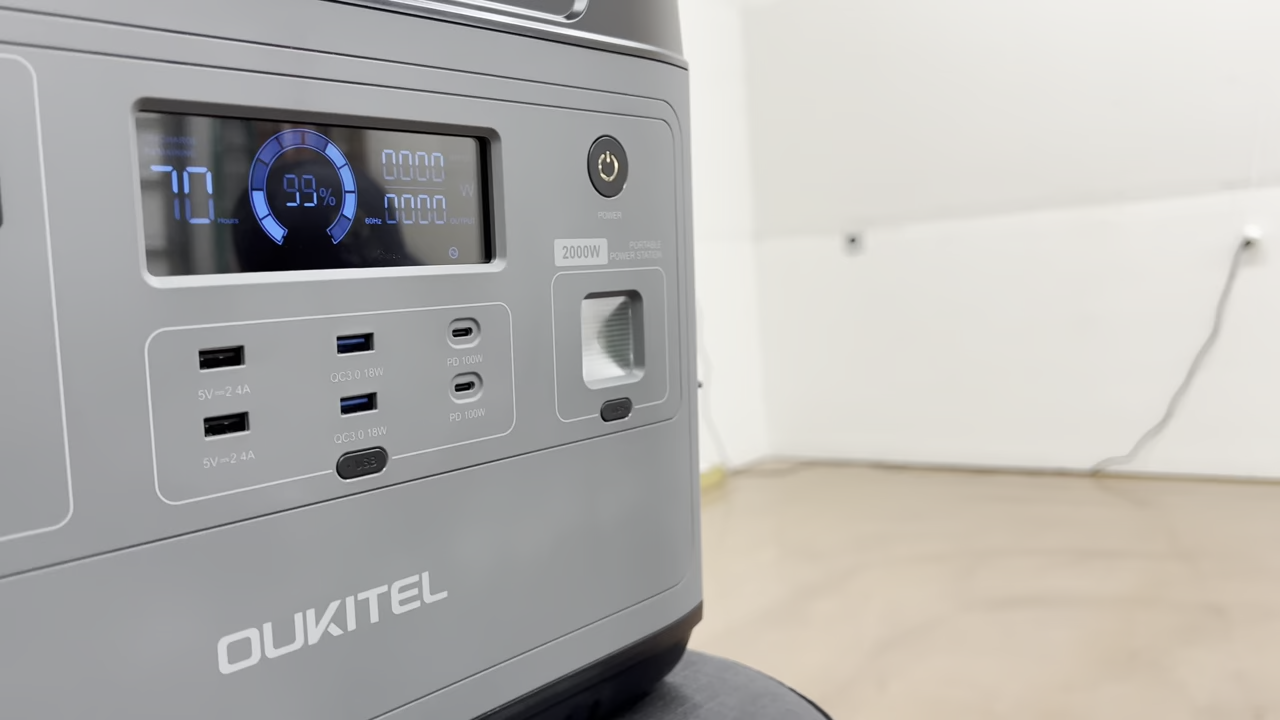 70
Hours
99%
0000
W
60Hz
0000
OUTPUT
POWER
2000W
PORTABLE
POWER STATION
5V⎓2.4A
QC3.0 18W
PD 100W
5V⎓2.4A
QC3.0 18W
PD 100W
USB
OUKITEL